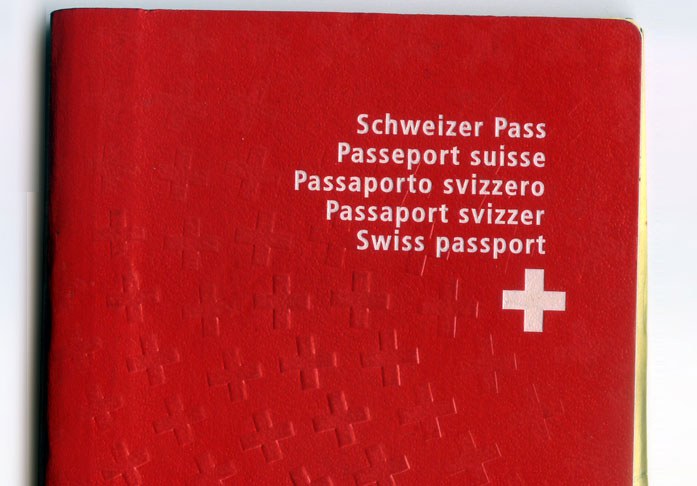 Schweizer Pass
Passeport suisse
Passaporto svizzero
Passaport svizzer
Swiss passport